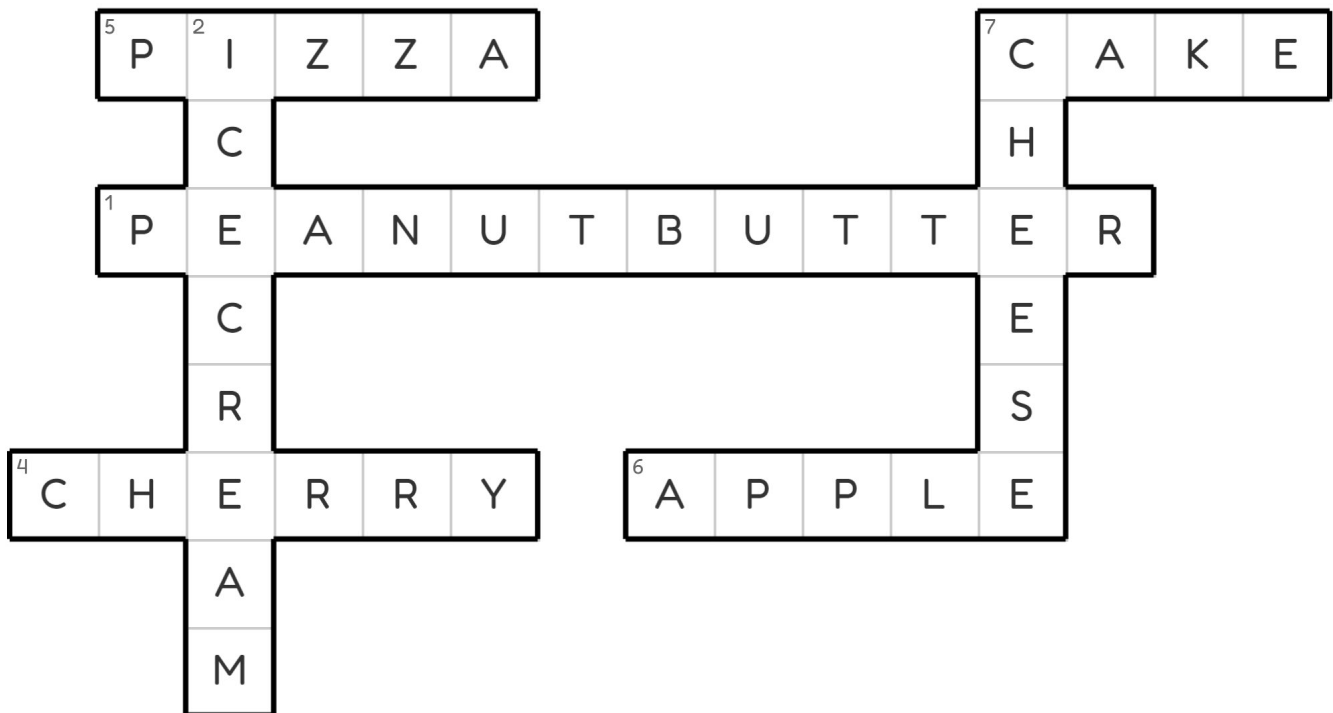 5 P 2 I Z Z A 7 C A K E
C H
1 P E A N U T B U T T E R
C E
R S
4 C H E R R Y 6 A P P L E
A
M